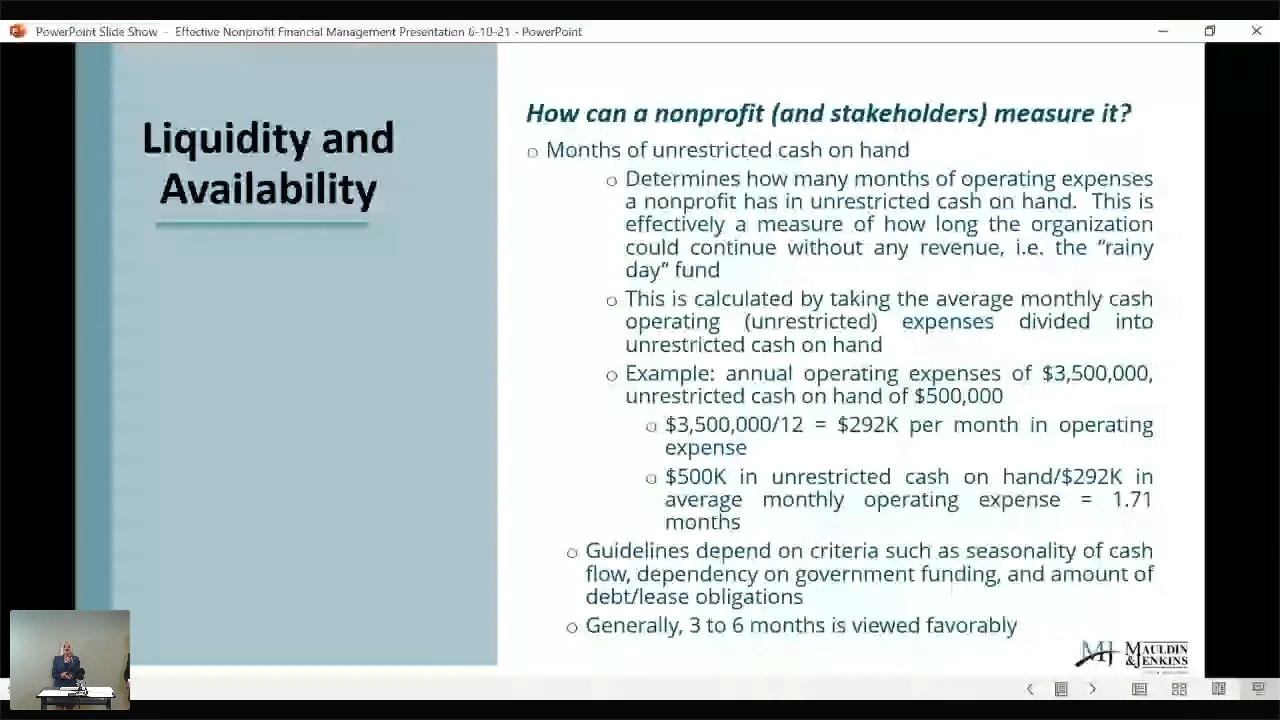 PowerPoint Slide Show - Effective Nonprofit Financial Management Presentation 6-10-21 - PowerPoint
Liquidity and
Availability
How can a nonprofit (and stakeholders) measure it?
o Months of unrestricted cash on hand
o Determines how many months of operating expenses
a nonprofit has in unrestricted cash on hand. This is
effectively a measure of how long the organization
could continue without any revenue, i.e. the “rainy
day” fund
o This is calculated by taking the average monthly cash
operating (unrestricted) expenses divided into
unrestricted cash on hand
o Example: annual operating expenses of $3,500,000,
unrestricted cash on hand of $500,000
o $3,500,000/12 = $292K per month in operating
expense
o $500K in unrestricted cash on hand/$292K in
average monthly operating expense = 1.71
months
o Guidelines depend on criteria such as seasonality of cash
flow, dependency on government funding, and amount of
debt/lease obligations
o Generally, 3 to 6 months is viewed favorably
MJ MAULDIN
& JENKINS